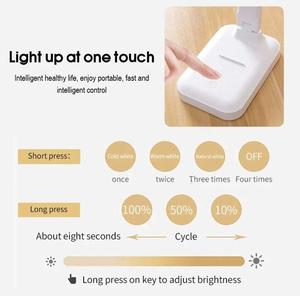 Light up at one touch
Intelligent healthy life, enjoy portable, fast and
intelligent control
Short press:
Cold white
Warm white
Natural white
OFF
once
twice
Three times
Four times
Long press
100%
50%
10%
About eight seconds
Cycle
Long press on key to adjust brightness